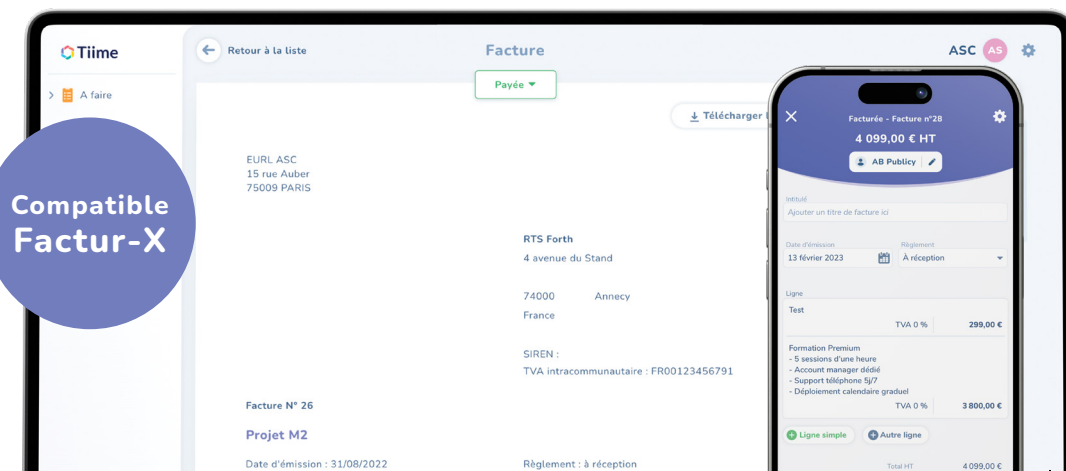 Tiime
A faire
Compatible
Factur-X
Retour à la liste
Facture
ASC
AS
Payée
Télécharger
EURL ASC
15 rue Auber
75009 PARIS
RTS Forth
4 avenue du Stand
74000 Annecy
France
SIREN :
TVA intracommunautaire : FR00123456791
Facture N° 26
Projet M2
Date d'émission : 31/08/2022
Règlement : à réception
Facturée - Facture n°28
4 099,00 € HT
AB Publicy
Intitulé
Ajouter un titre de facture ici
Date d'émission
Règlement
13 février 2023
À réception
Ligne
Test
TVA 0 % 299,00 €
Formation Premium
- 5 sessions d'une heure
- Account manager dédié
- Support téléphone 5j/7
- Déploiement calendaire graduel
TVA 0 % 3 800,00 €
Ligne simple
Autre ligne
Total HT 4 099,00 €